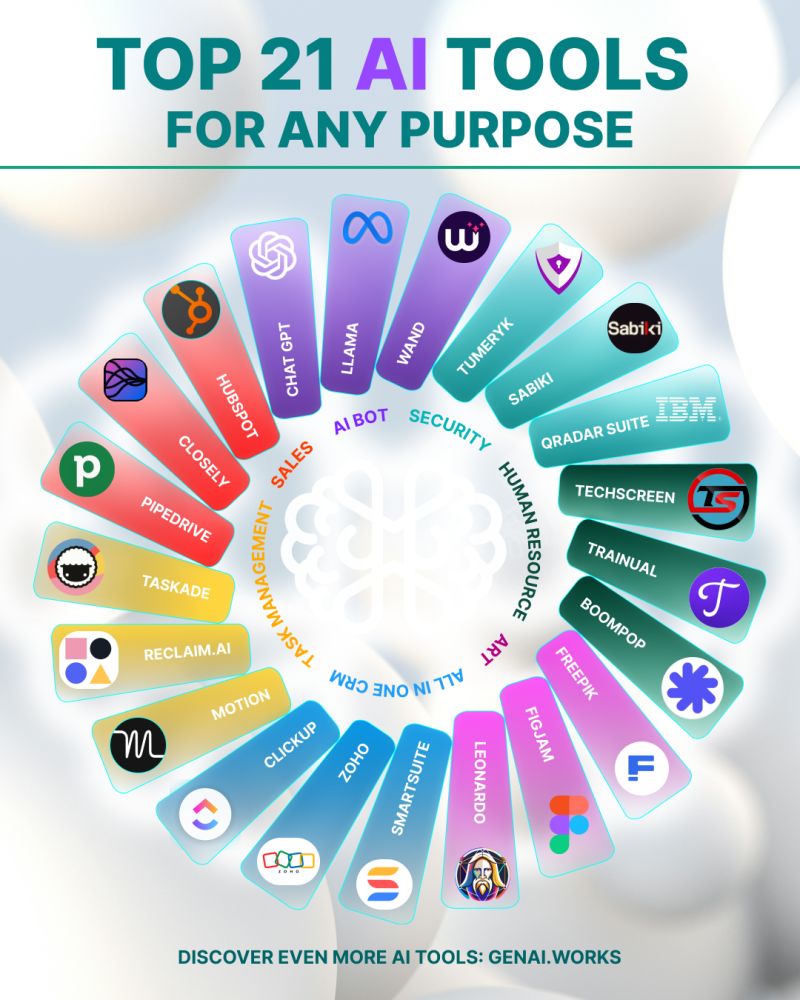 TOP 21 AI TOOLS
FOR ANY PURPOSE
CHAT GPT
LLAMA
WAND
TUMERYK
SABIKI
Sabiki
QRADAR SUITE
IBM
TECHSCREEN
TS
TRAINUAL
BOOMPOP
FREEPIK
FIGJAM
LEONARDO
SMARTSUITE
ZOHO
ZOHO
CLICKUP
MOTION
RECLAIM.AI
TASKADE
PIPEDRIVE
CLOSELY
HUBSPOT
AI BOT
SECURITY
HUMAN RESOURCE
ART
ALL IN ONE CRM
TASK MANAGEMENT
SALES
DISCOVER EVEN MORE AI TOOLS: GENAI.WORKS